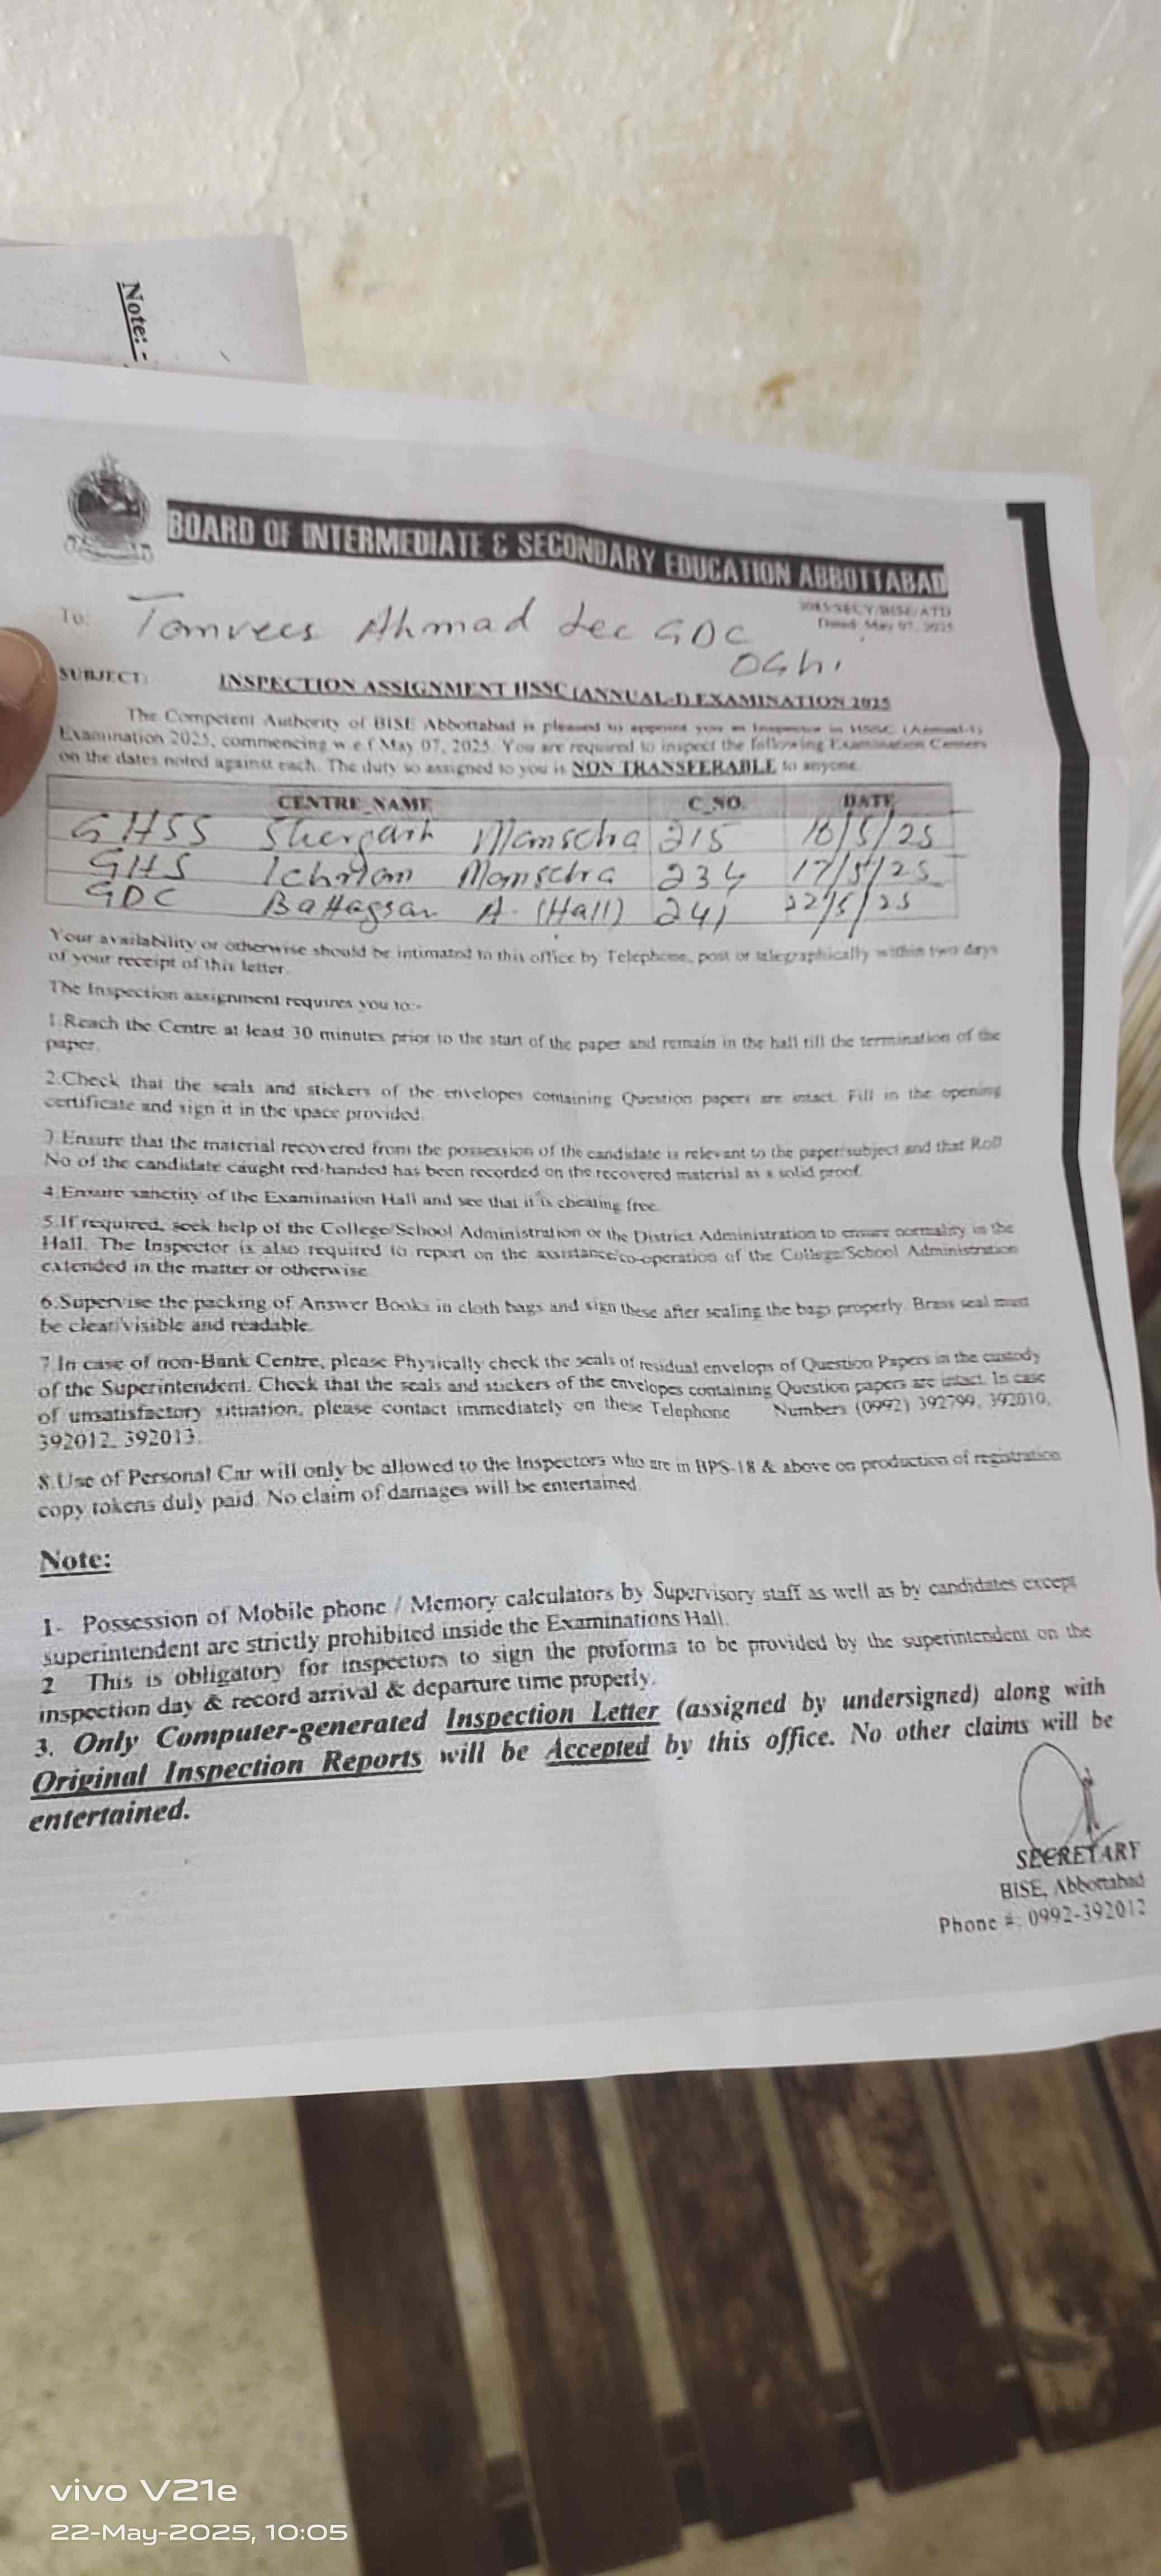 Note: -
BOARD OF INTERMEDIATE & SECONDARY EDUCATION ABBOTTABAD
/SECY/BISE/ATD
Dated: May 07, 2025
To: Tanveer Ahmad Lec GDC
OGhi
SUBJECT: INSPECTION ASSIGNMENT HSSC (ANNUAL-I) EXAMINATION 2025
The Competent Authority of BISE Abbottabad is pleased to appoint you as Inspector in HSSC (Annual-I)
Examination 2025, commencing w.e.f May 07, 2025. You are required to inspect the following Examination Centers
on the dates noted against each. The duty so assigned to you is NON TRANSFERABLE to anyone.
CENTRE_NAME C_NO. DATE
GHSS Shergarh Mansehra 215 /5/25
GHS Ichrian Mansehra 234 17/5/25
GDC Battagram A. (Hall) 241 22/5/25
Your availability or otherwise should be intimated to this office by Telephone, post or telegraphically within two days
of your receipt of this letter.
The Inspection assignment requires you to:-
1.Reach the Centre at least 30 minutes prior to the start of the paper and remain in the hall till the termination of the
paper.
2.Check that the seals and stickers of the envelopes containing Question papers are intact. Fill in the opening
certificate and sign it in the space provided.
3.Ensure that the material recovered from the possession of the candidate is relevant to the paper/subject and that Roll
No of the candidate caught red-handed has been recorded on the recovered material as a solid proof.
4.Ensure sanctity of the Examination Hall and see that it is cheating free.
5.If required, seek help of the College/School Administration or the District Administration to ensure normality in the
Hall. The Inspector is also required to report on the assistance/co-operation of the College/School Administration
extended in the matter or otherwise.
6.Supervise the packing of Answer Books in cloth bags and sign these after sealing the bags properly. Brass seal must
be clear/visible and readable.
7.In case of non-Bank Centre, please Physically check the seals of residual envelops of Question Papers in the custody
of the Superintendent. Check that the seals and stickers of the envelopes containing Question papers are intact. In case
of unsatisfactory situation, please contact immediately on these Telephone Numbers (0992) 392799, 392010,
392012, 392013.
8.Use of Personal Car will only be allowed to the Inspectors who are in BPS-18 & above on production of registration
copy tokens duly paid. No claim of damages will be entertained.
Note:
1- Possession of Mobile phone / Memory calculators by Supervisory staff as well as by candidates except
superintendent are strictly prohibited inside the Examinations Hall.
2 This is obligatory for inspectors to sign the proforma to be provided by the superintendent on the
inspection day & record arrival & departure time properly.
3. Only Computer-generated Inspection Letter (assigned by undersigned) along with
Original Inspection Reports will be Accepted by this office. No other claims will be
entertained.
SECRETARY
BISE, Abbottabad
Phone #: 0992-392012
vivo V21e
22-May-2025, 10:05